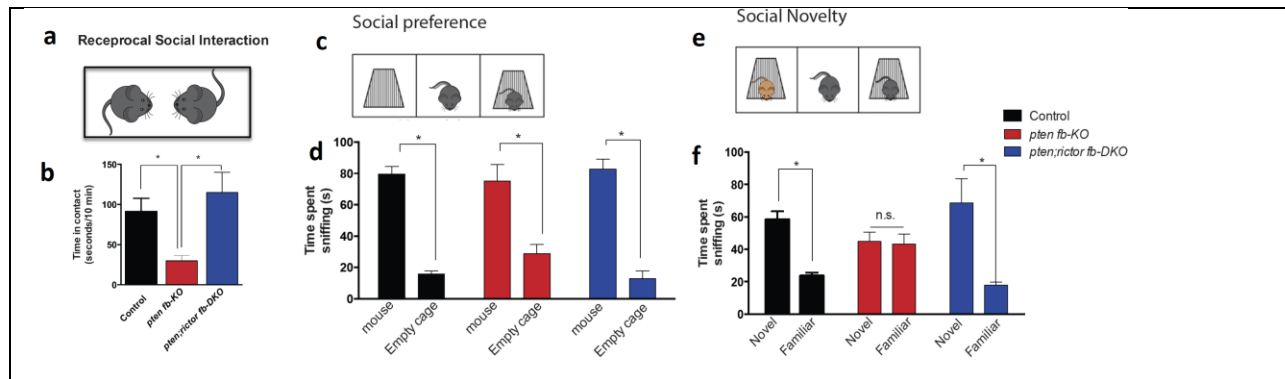 a
Receprocal Social Interaction
b
*
*
Time in contact
(seconds/10 min)
150
100
50
0
Control
pten fb-KO
pten;rictor fb-DKO
Social preference
c
d
Time spent
sniffing (s)
100
80
60
40
20
0
*
*
*
mouse
Empty cage
mouse
Empty cage
mouse
Empty cage
Social Novelty
e
Control
pten fb-KO
pten;rictor fb-DKO
f
Time spent
sniffing (s)
100
80
60
40
20
0
*
n.s.
*
Novel
Familiar
Novel
Familiar
Novel
Familiar